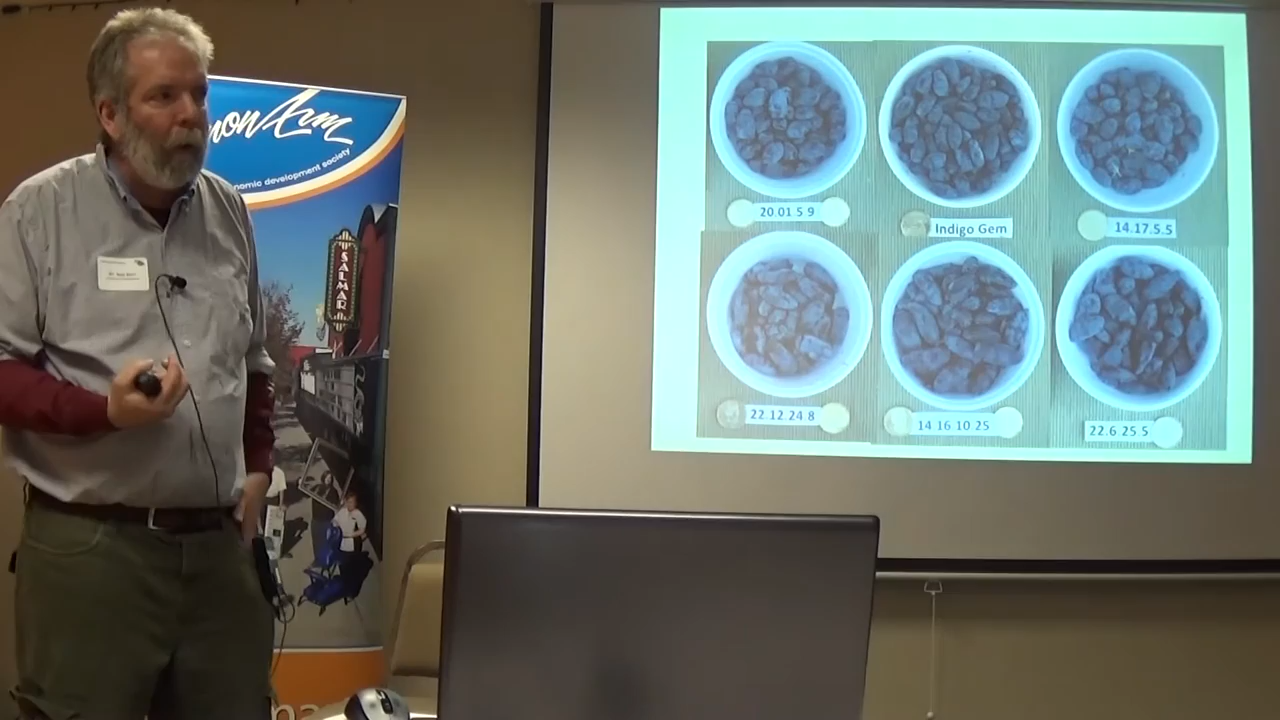 nomic development society
SALMAR
20 01 5 9
Indigo Gem
14.17.5.5
22.12.24 8
14 16 10 25
22.6 25 5